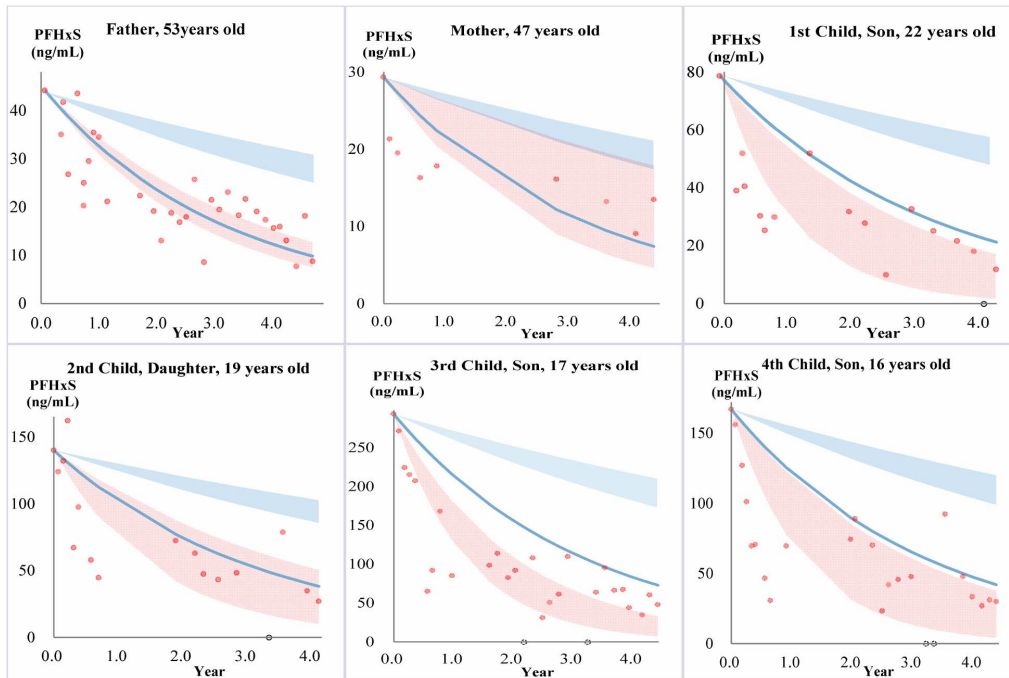 Father, 53years old
PFHxS
(ng/mL)
40
30
20
10
0
0.0 1.0 2.0 3.0 4.0
Year
Mother, 47 years old
PFHxS
(ng/mL)
30
20
10
0
0.0 1.0 2.0 3.0 4.0
Year
1st Child, Son, 22 years old
PFHxS
(ng/mL)
80
60
40
20
0
0.0 1.0 2.0 3.0 4.0
Year
2nd Child, Daughter, 19 years old
PFHxS
(ng/mL)
150
100
50
0
0.0 1.0 2.0 3.0 4.0
Year
3rd Child, Son, 17 years old
PFHxS
(ng/mL)
250
200
150
100
50
0
0.0 1.0 2.0 3.0 4.0
Year
4th Child, Son, 16 years old
PFHxS
(ng/mL)
150
100
50
0
0.0 1.0 2.0 3.0 4.0
Year